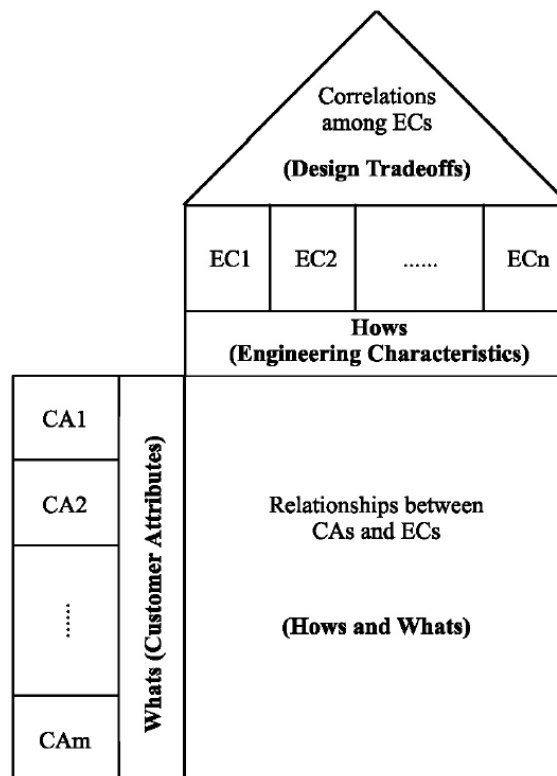 Correlations
among ECs
(Design Tradeoffs)
EC1 EC2 ...... ECn
Hows
(Engineering Characteristics)
CA1
CA2
......
CAm
Whats (Customer Attributes)
Relationships between
CAs and ECs
(Hows and Whats)